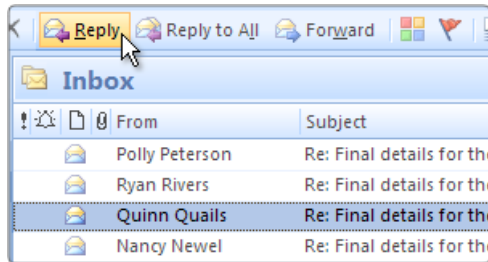 Reply Reply to All Forward
Inbox
! From Subject
Polly Peterson Re: Final details for the
Ryan Rivers Re: Final details for the
Quinn Quails Re: Final details for the
Nancy Newel Re: Final details for the